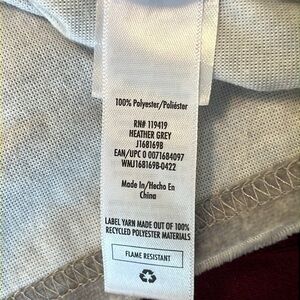 100% Polyester/Poliéster
RN# 119419
HEATHER GREY
J168169B
EAN/UPC 0 0071684097
WMJ168169B-0422
Made In/Hecho En
China
LABEL YARN MADE OUT OF 100%
RECYCLED POLYESTER MATERIALS
FLAME RESISTANT